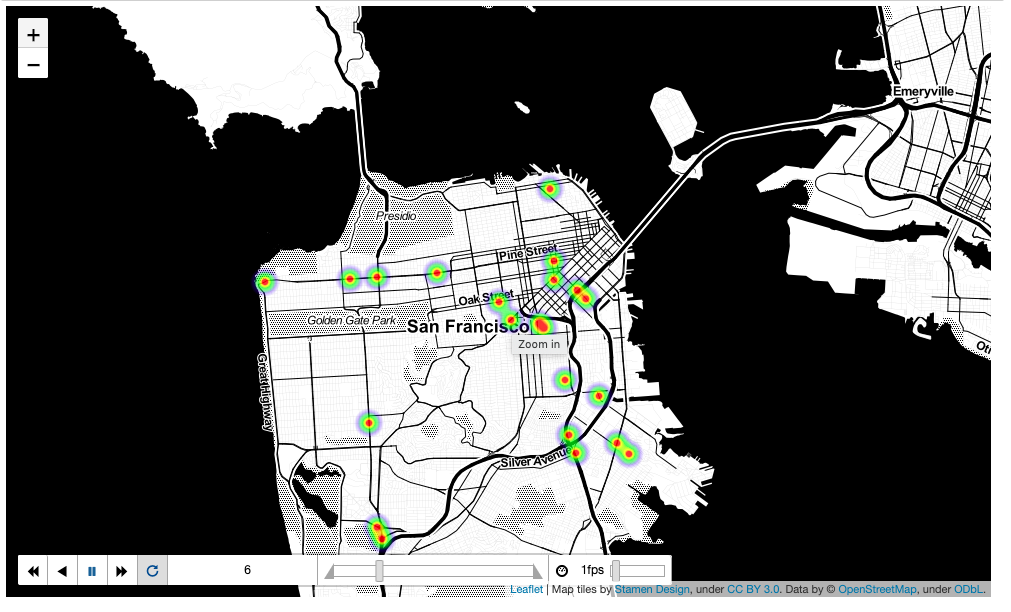 +
−
Emeryville
Presidio
Pine Street
Oak Street
Golden Gate Park
San Francisco
Zoom in
Great Highway
Silver Avenue
6
1fps
Leaflet | Map tiles by Stamen Design, under CC BY 3.0. Data by © OpenStreetMap, under ODbL.